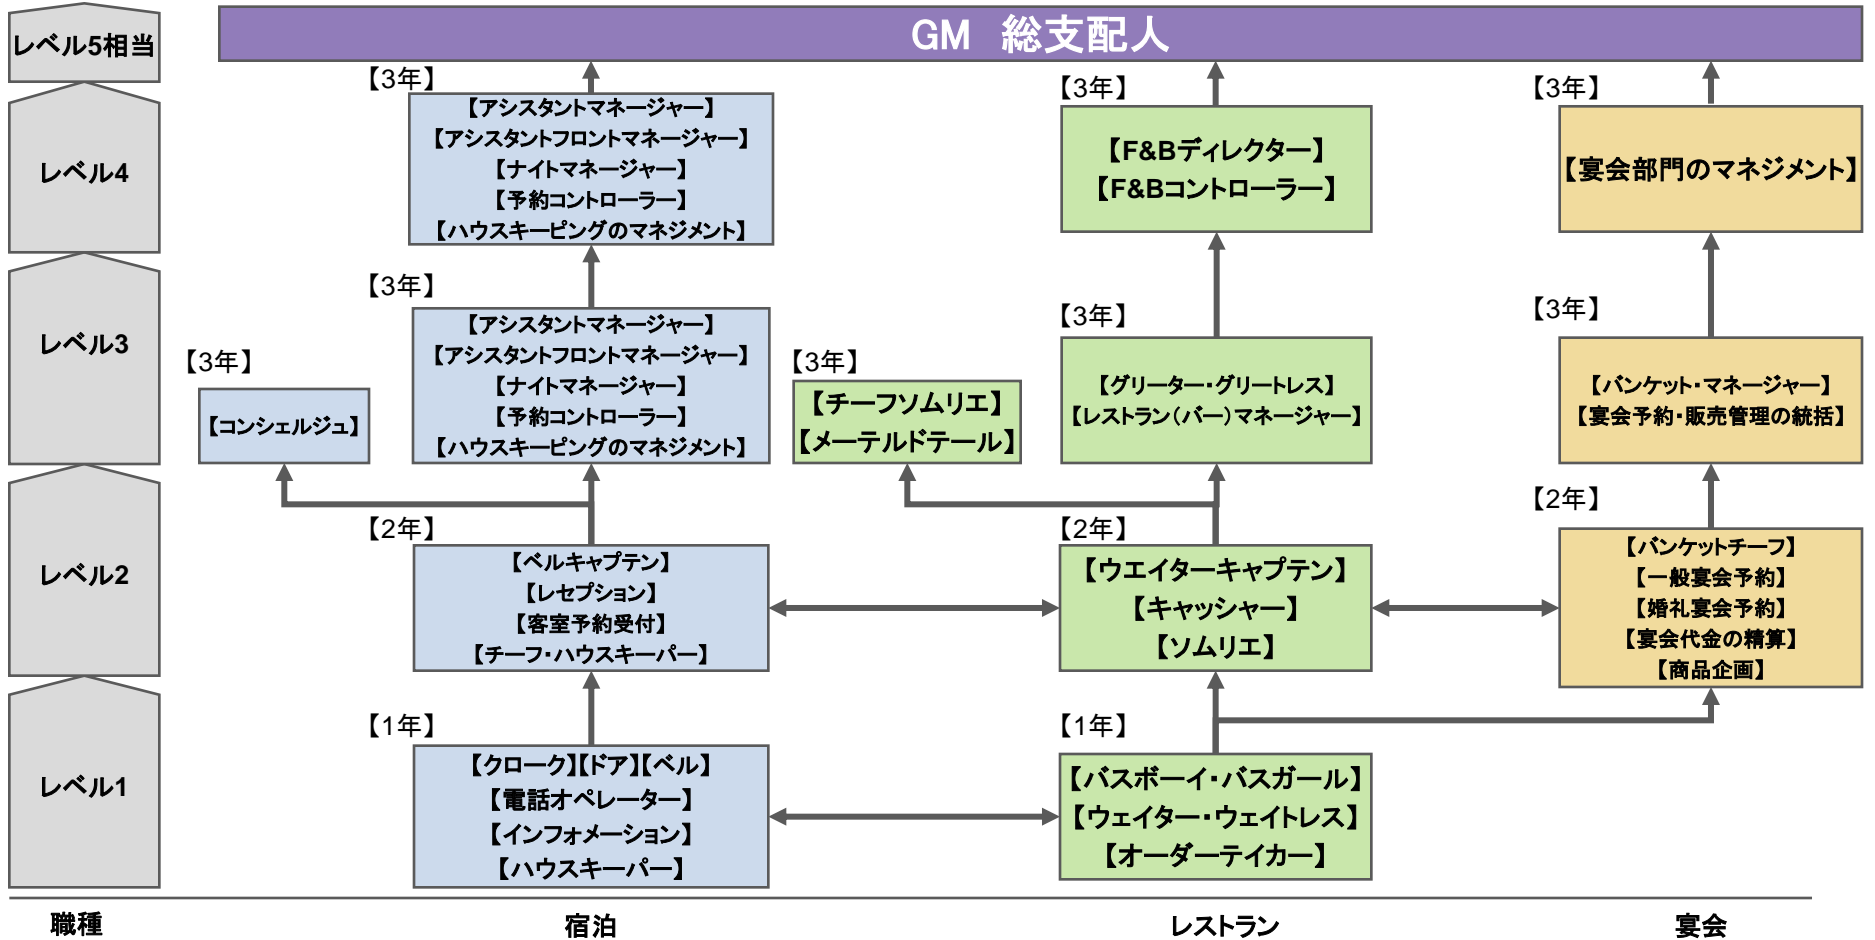 レベル5相当
GM 総支配人
【3年】
【3年】
【3年】
レベル4
【アシスタントマネージャー】
【アシスタントフロントマネージャー】
【ナイトマネージャー】
【予約コントローラー】
【ハウスキーピングのマネジメント】
【F&Bディレクター】
【F&Bコントローラー】
【宴会部門のマネジメント】
レベル3
【3年】
【コンシェルジュ】
【3年】
【アシスタントマネージャー】
【アシスタントフロントマネージャー】
【ナイトマネージャー】
【予約コントローラー】
【ハウスキーピングのマネジメント】
【3年】
【チーフソムリエ】
【メーテルドテール】
【3年】
【グリーター・グリートレス】
【レストラン（バー）マネージャー】
【3年】
【バンケット・マネージャー】
【宴会予約・販売管理の統括】
レベル2
【2年】
【ベルキャプテン】
【レセプション】
【客室予約受付】
【チーフ・ハウスキーパー】
【2年】
【ウエイターキャプテン】
【キャッシャー】
【ソムリエ】
【2年】
【バンケットチーフ】
【一般宴会予約】
【婚礼宴会予約】
【宴会代金の精算】
【商品企画】
レベル1
【1年】
【クローク】【ドア】【ベル】
【電話オペレーター】
【インフォメーション】
【ハウスキーパー】
【1年】
【バスボーイ・バスガール】
【ウェイター・ウェイトレス】
【オーダーテイカー】
職種
宿泊
レストラン
宴会